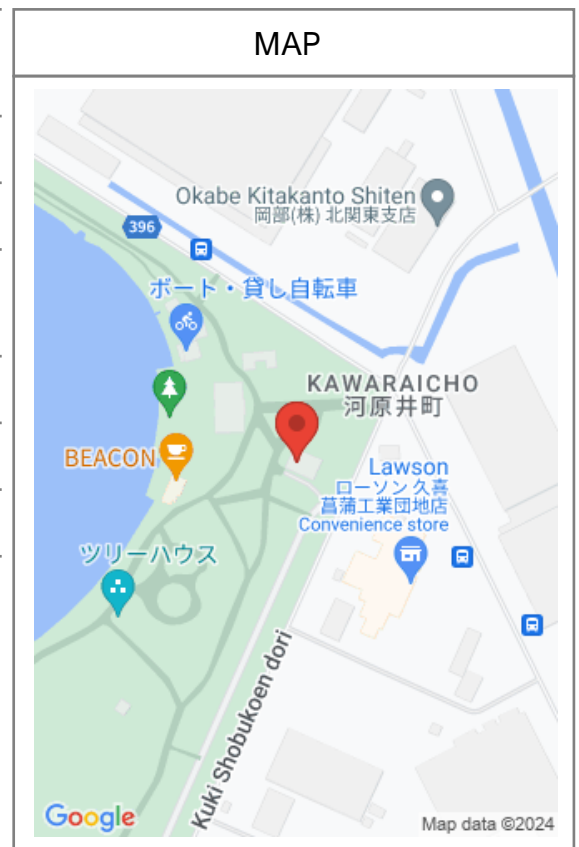 MAP
Okabe Kitakanto Shiten
岡部(株) 北関東支店
396
ボート・貸し自転車
KAWARAICHO
河原井町
BEACON
Lawson
ローソン 久喜
菖蒲工業団地店
Convenience store
ツリーハウス
Kuki Shobukoen dori
Google
Map data ©2024